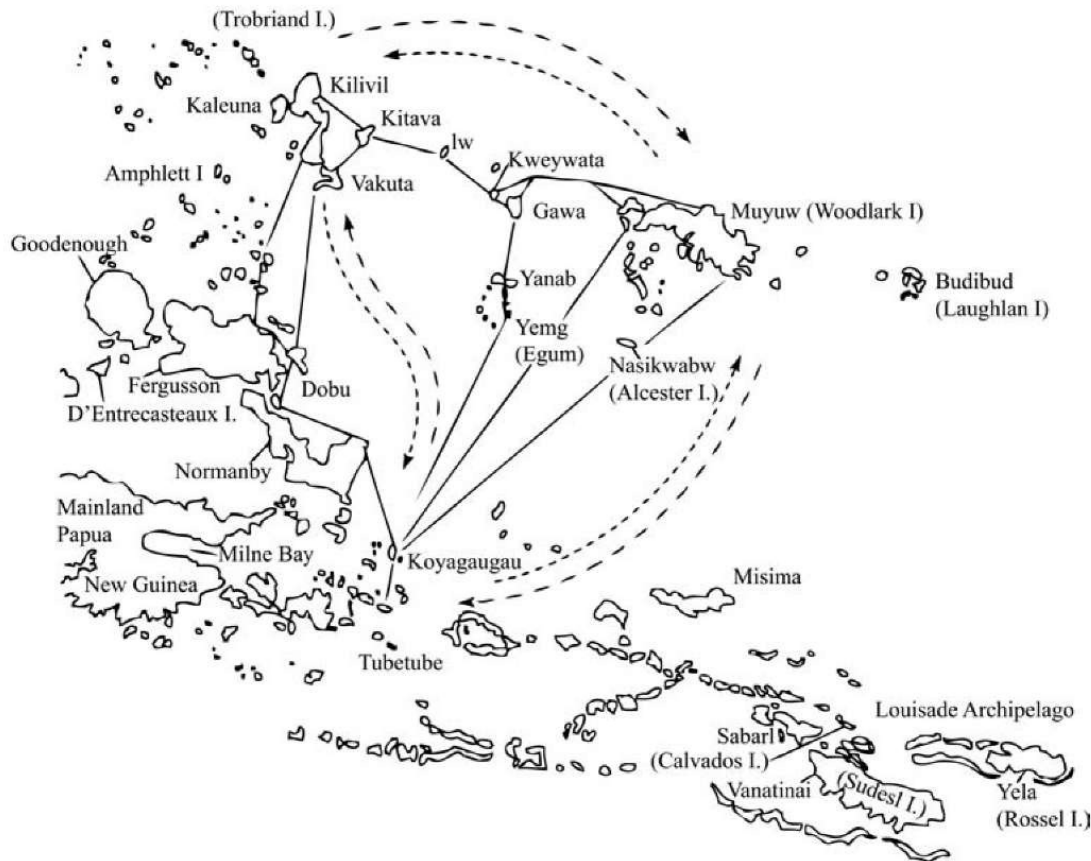 (Trobriand I.)
Kilivil
Kaleuna
Kitava
lw
Kweywata
Amphlett I
Vakuta
Gawa
Muyuw (Woodlark I)
Goodenough
Yanab
Budibud
(Laughlan I)
Yemg
(Egum)
Nasikwabw
(Alcester I.)
Fergusson
Dobu
D’Entrecasteaux I.
Normanby
Mainland
Papua
Milne Bay
Koyagaugau
New Guinea
Misima
Tubetube
Louisade Archipelago
Sabarl
(Calvados I.)
Vanatinai
(Sudesl I.)
Yela
(Rossel I.)